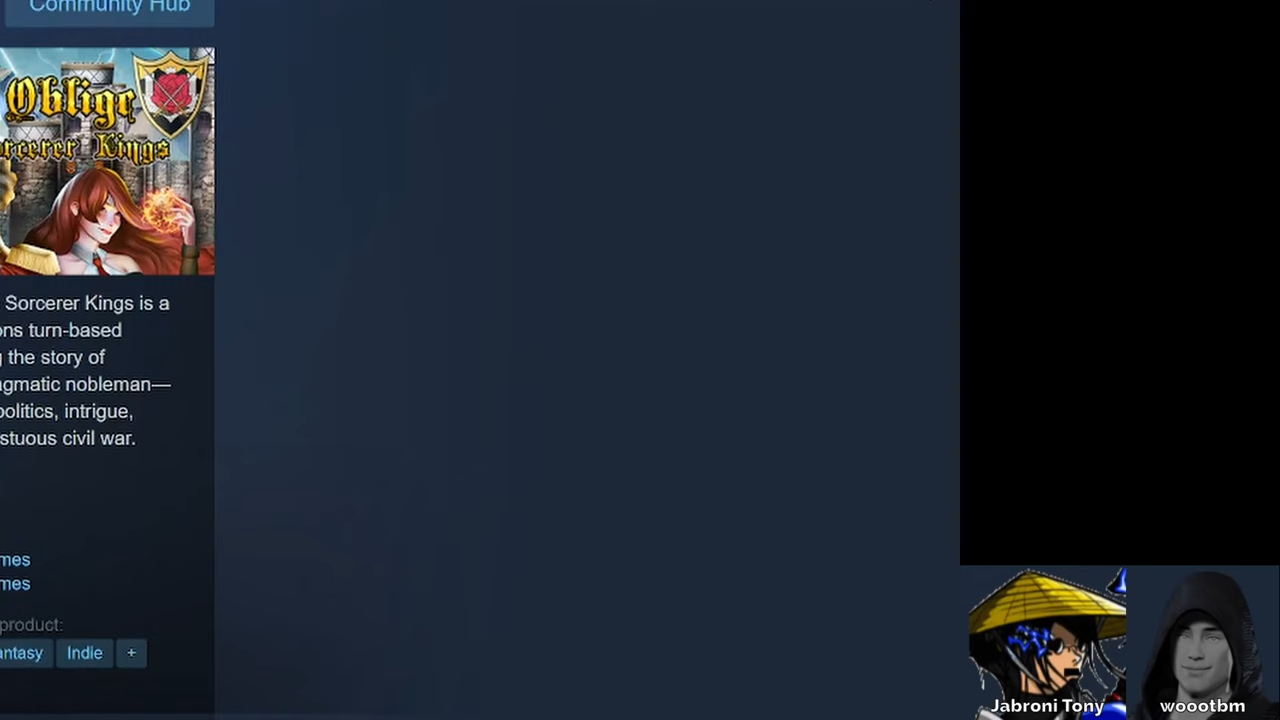 Community Hub
Oblige
Sorcerer Kings
Sorcerer Kings is a
ons turn-based
g the story of
agmatic nobleman—
politics, intrigue,
stuous civil war.
mes
mes
product:
antasy
Indie
+
Jabroni Tony
woootbm